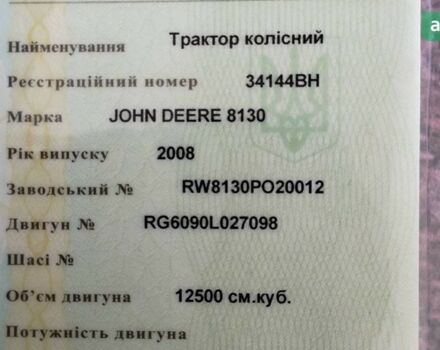 Найменування Трактор колісний
Реєстраційний номер 34144ВН
Марка JOHN DEERE 8130
Рік випуску 2008
Заводський № RW8130PO20012
Двигун № RG6090L027098
Шасі №
Об'єм двигуна 12500 см.куб.
Потужність двигуна